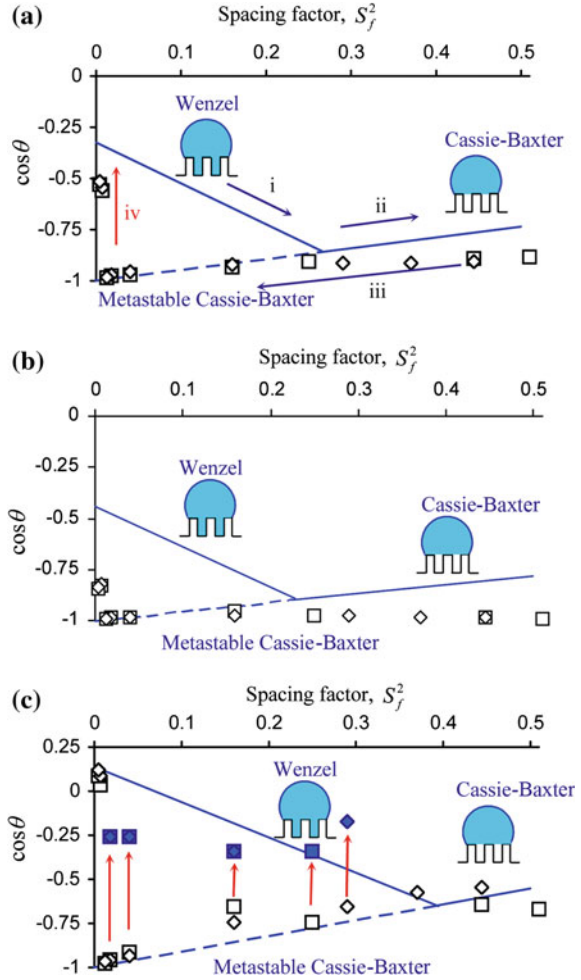 (a)
Spacing factor, S_f^2
0 0.1 0.2 0.3 0.4 0.5
0
-0.25
-0.5
-0.75
-1
cosθ
Wenzel
Cassie-Baxter
i
ii
iii
iv
Metastable Cassie-Baxter
(b)
Spacing factor, S_f^2
0 0.1 0.2 0.3 0.4 0.5
0
-0.25
-0.5
-0.75
-1
cosθ
Wenzel
Cassie-Baxter
Metastable Cassie-Baxter
(c)
Spacing factor, S_f^2
0 0.1 0.2 0.3 0.4 0.5
0.25
0
-0.25
-0.5
-0.75
-1
cosθ
Wenzel
Cassie-Baxter
Metastable Cassie-Baxter